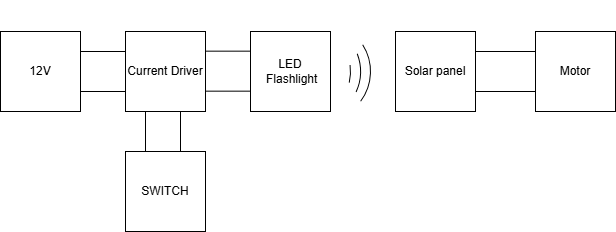 12V
Current Driver
LED
Flashlight
Solar panel
Motor
SWITCH